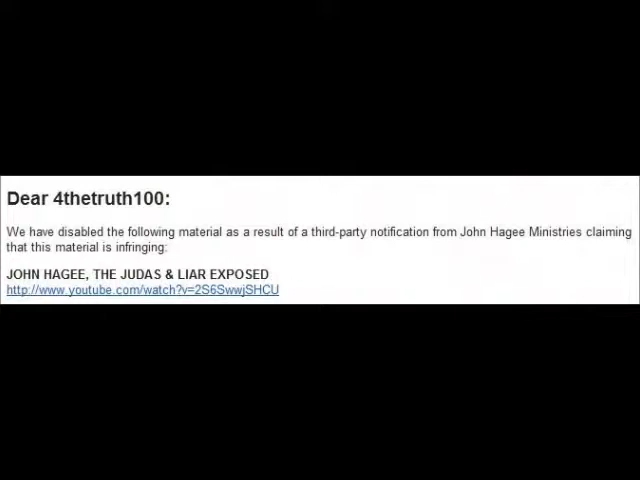 Dear 4thetruth100:
We have disabled the following material as a result of a third-party notification from John Hagee Ministries claiming
that this material is infringing:
JOHN HAGEE, THE JUDAS & LIAR EXPOSED
http://www.youtube.com/watch?v=2S6SwwjSHCU